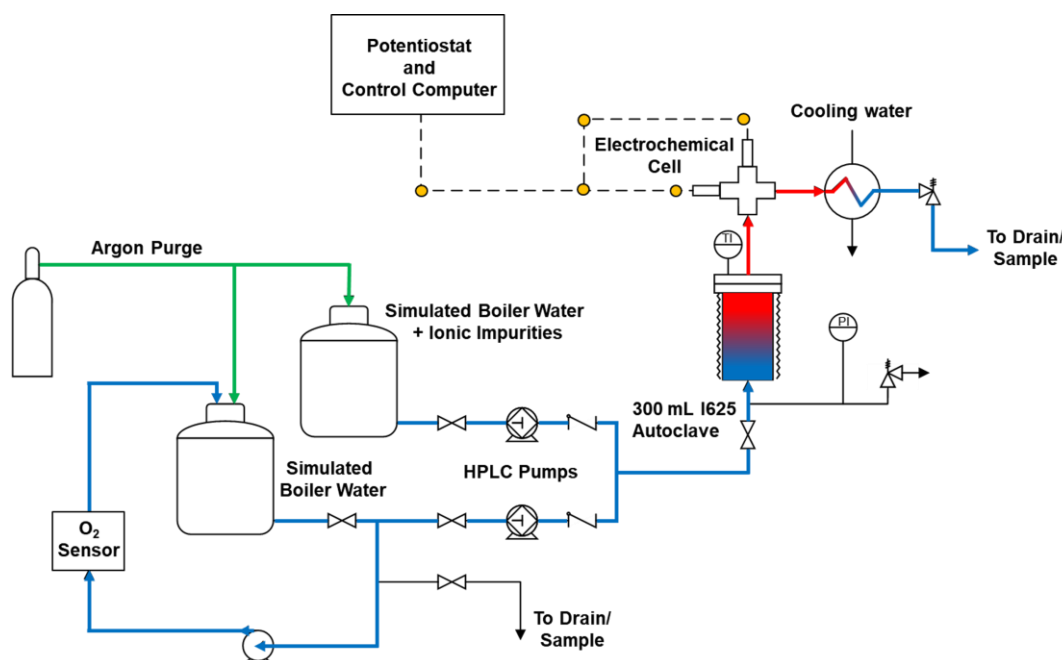 Potentiostat
and
Control Computer
Cooling water
Electrochemical
Cell
TI
To Drain/
Sample
Argon Purge
Simulated Boiler Water
+ Ionic Impurities
PI
300 mL I625
Autoclave
HPLC Pumps
Simulated
Boiler Water
O₂
Sensor
To Drain/
Sample